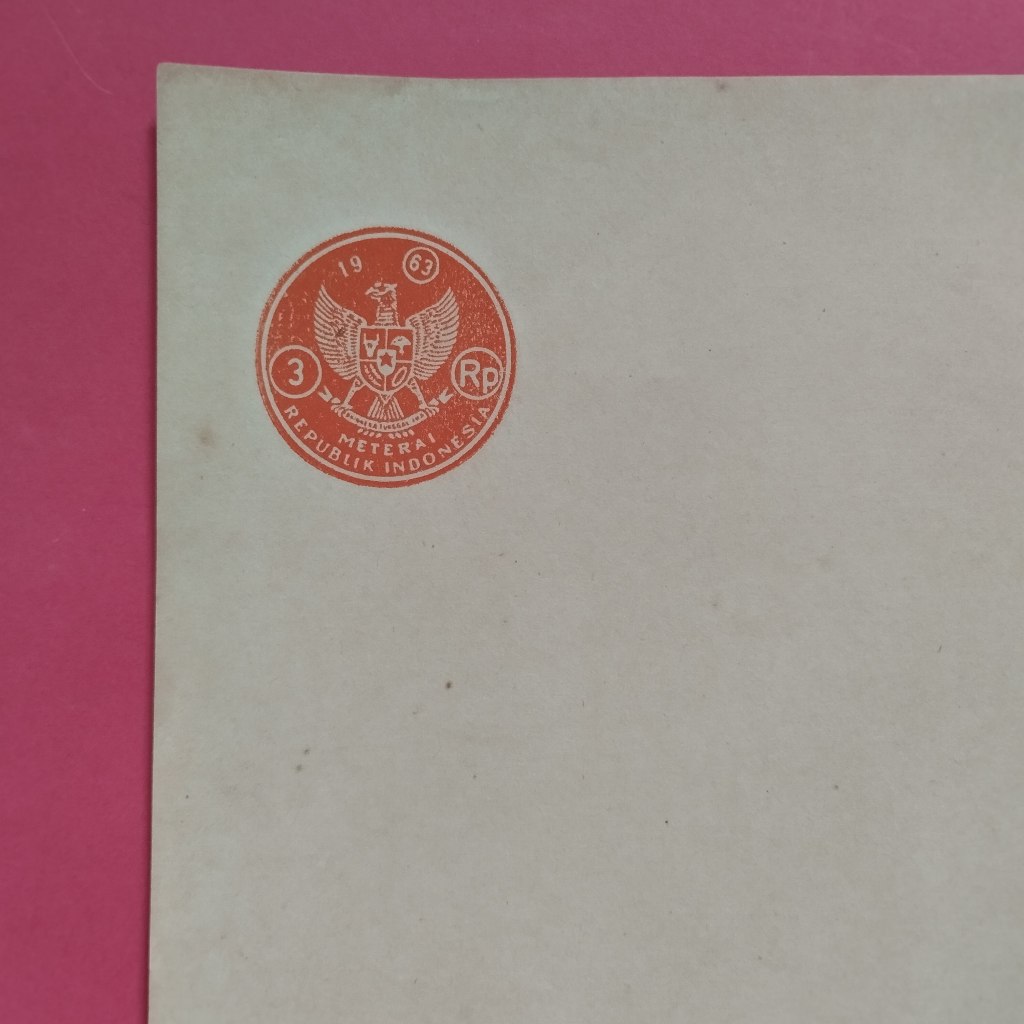 19 63
3 Rp
METERAI
REPUBLIK INDONESIA